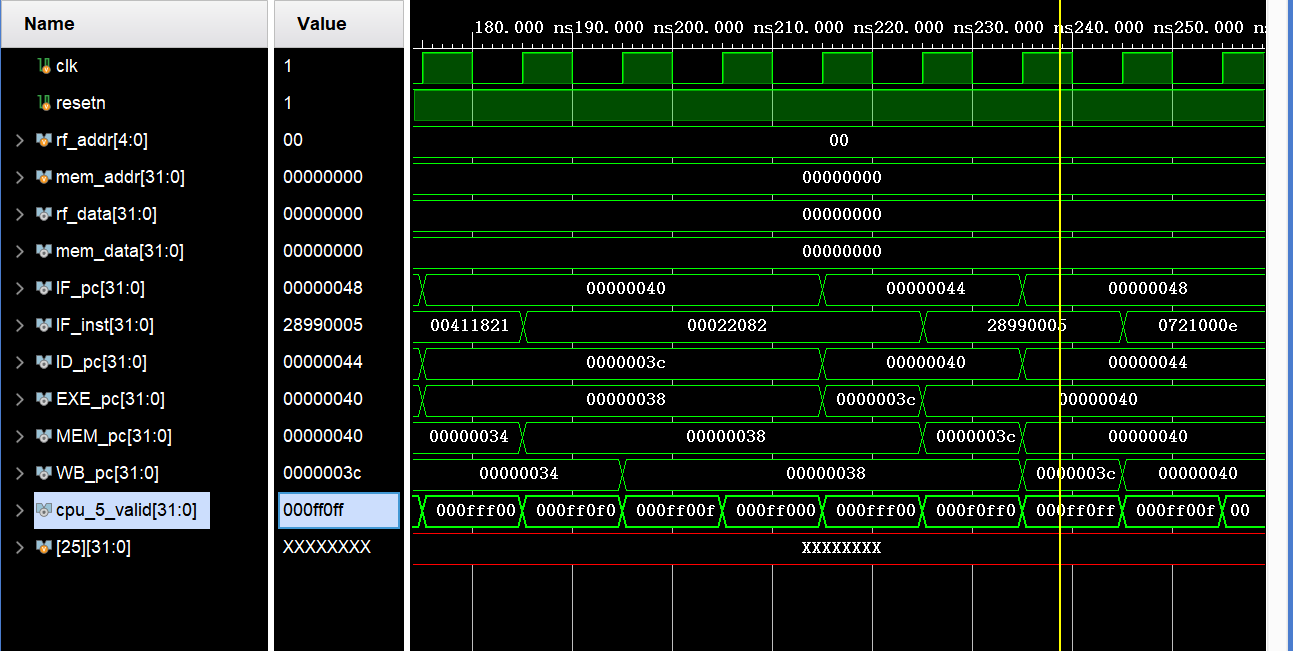 Name Value
180.000 ns 190.000 ns 200.000 ns 210.000 ns 220.000 ns 230.000 ns 240.000 ns 250.000 ns
clk 1
resetn 1
rf_addr[4:0] 00 00
mem_addr[31:0] 00000000 00000000
rf_data[31:0] 00000000 00000000
mem_data[31:0] 00000000 00000000
IF_pc[31:0] 00000048 00000040 00000044 00000048
IF_inst[31:0] 28990005 00411821 00022082 28990005 0721000e
ID_pc[31:0] 00000044 0000003c 00000040 00000044
EXE_pc[31:0] 00000040 00000038 0000003c 00000040
MEM_pc[31:0] 00000040 00000034 00000038 0000003c 00000040
WB_pc[31:0] 0000003c 00000034 00000038 0000003c 00000040
cpu_5_valid[31:0] 000ff0ff 000fff00 000ff0f0 000ff00f 000ff000 000fff00 000f0ff0 000ff0ff 000ff00f 00
[25][31:0] XXXXXXXX XXXXXXXX